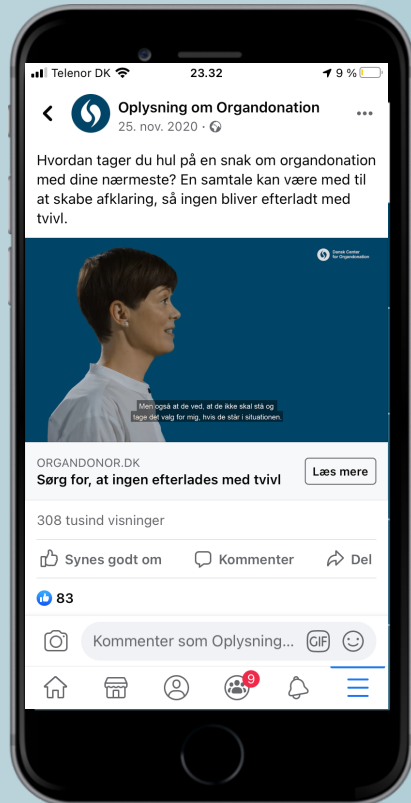 Telenor DK 23.32 9 %
Oplysning om Organdonation
25. nov. 2020 ·
Hvordan tager du hul på en snak om organdonation
med dine nærmeste? En samtale kan være med til
at skabe afklaring, så ingen bliver efterladt med
tvivl.
Dansk Center
for Organdonation
Men også at de ved, at de ikke skal stå og
tage det valg for mig, hvis de står i situationen.
ORGANDONOR.DK
Sørg for, at ingen efterlades med tvivl
Læs mere
308 tusind visninger
Synes godt om Kommenter Del
83
Kommenter som Oplysning... GIF
9